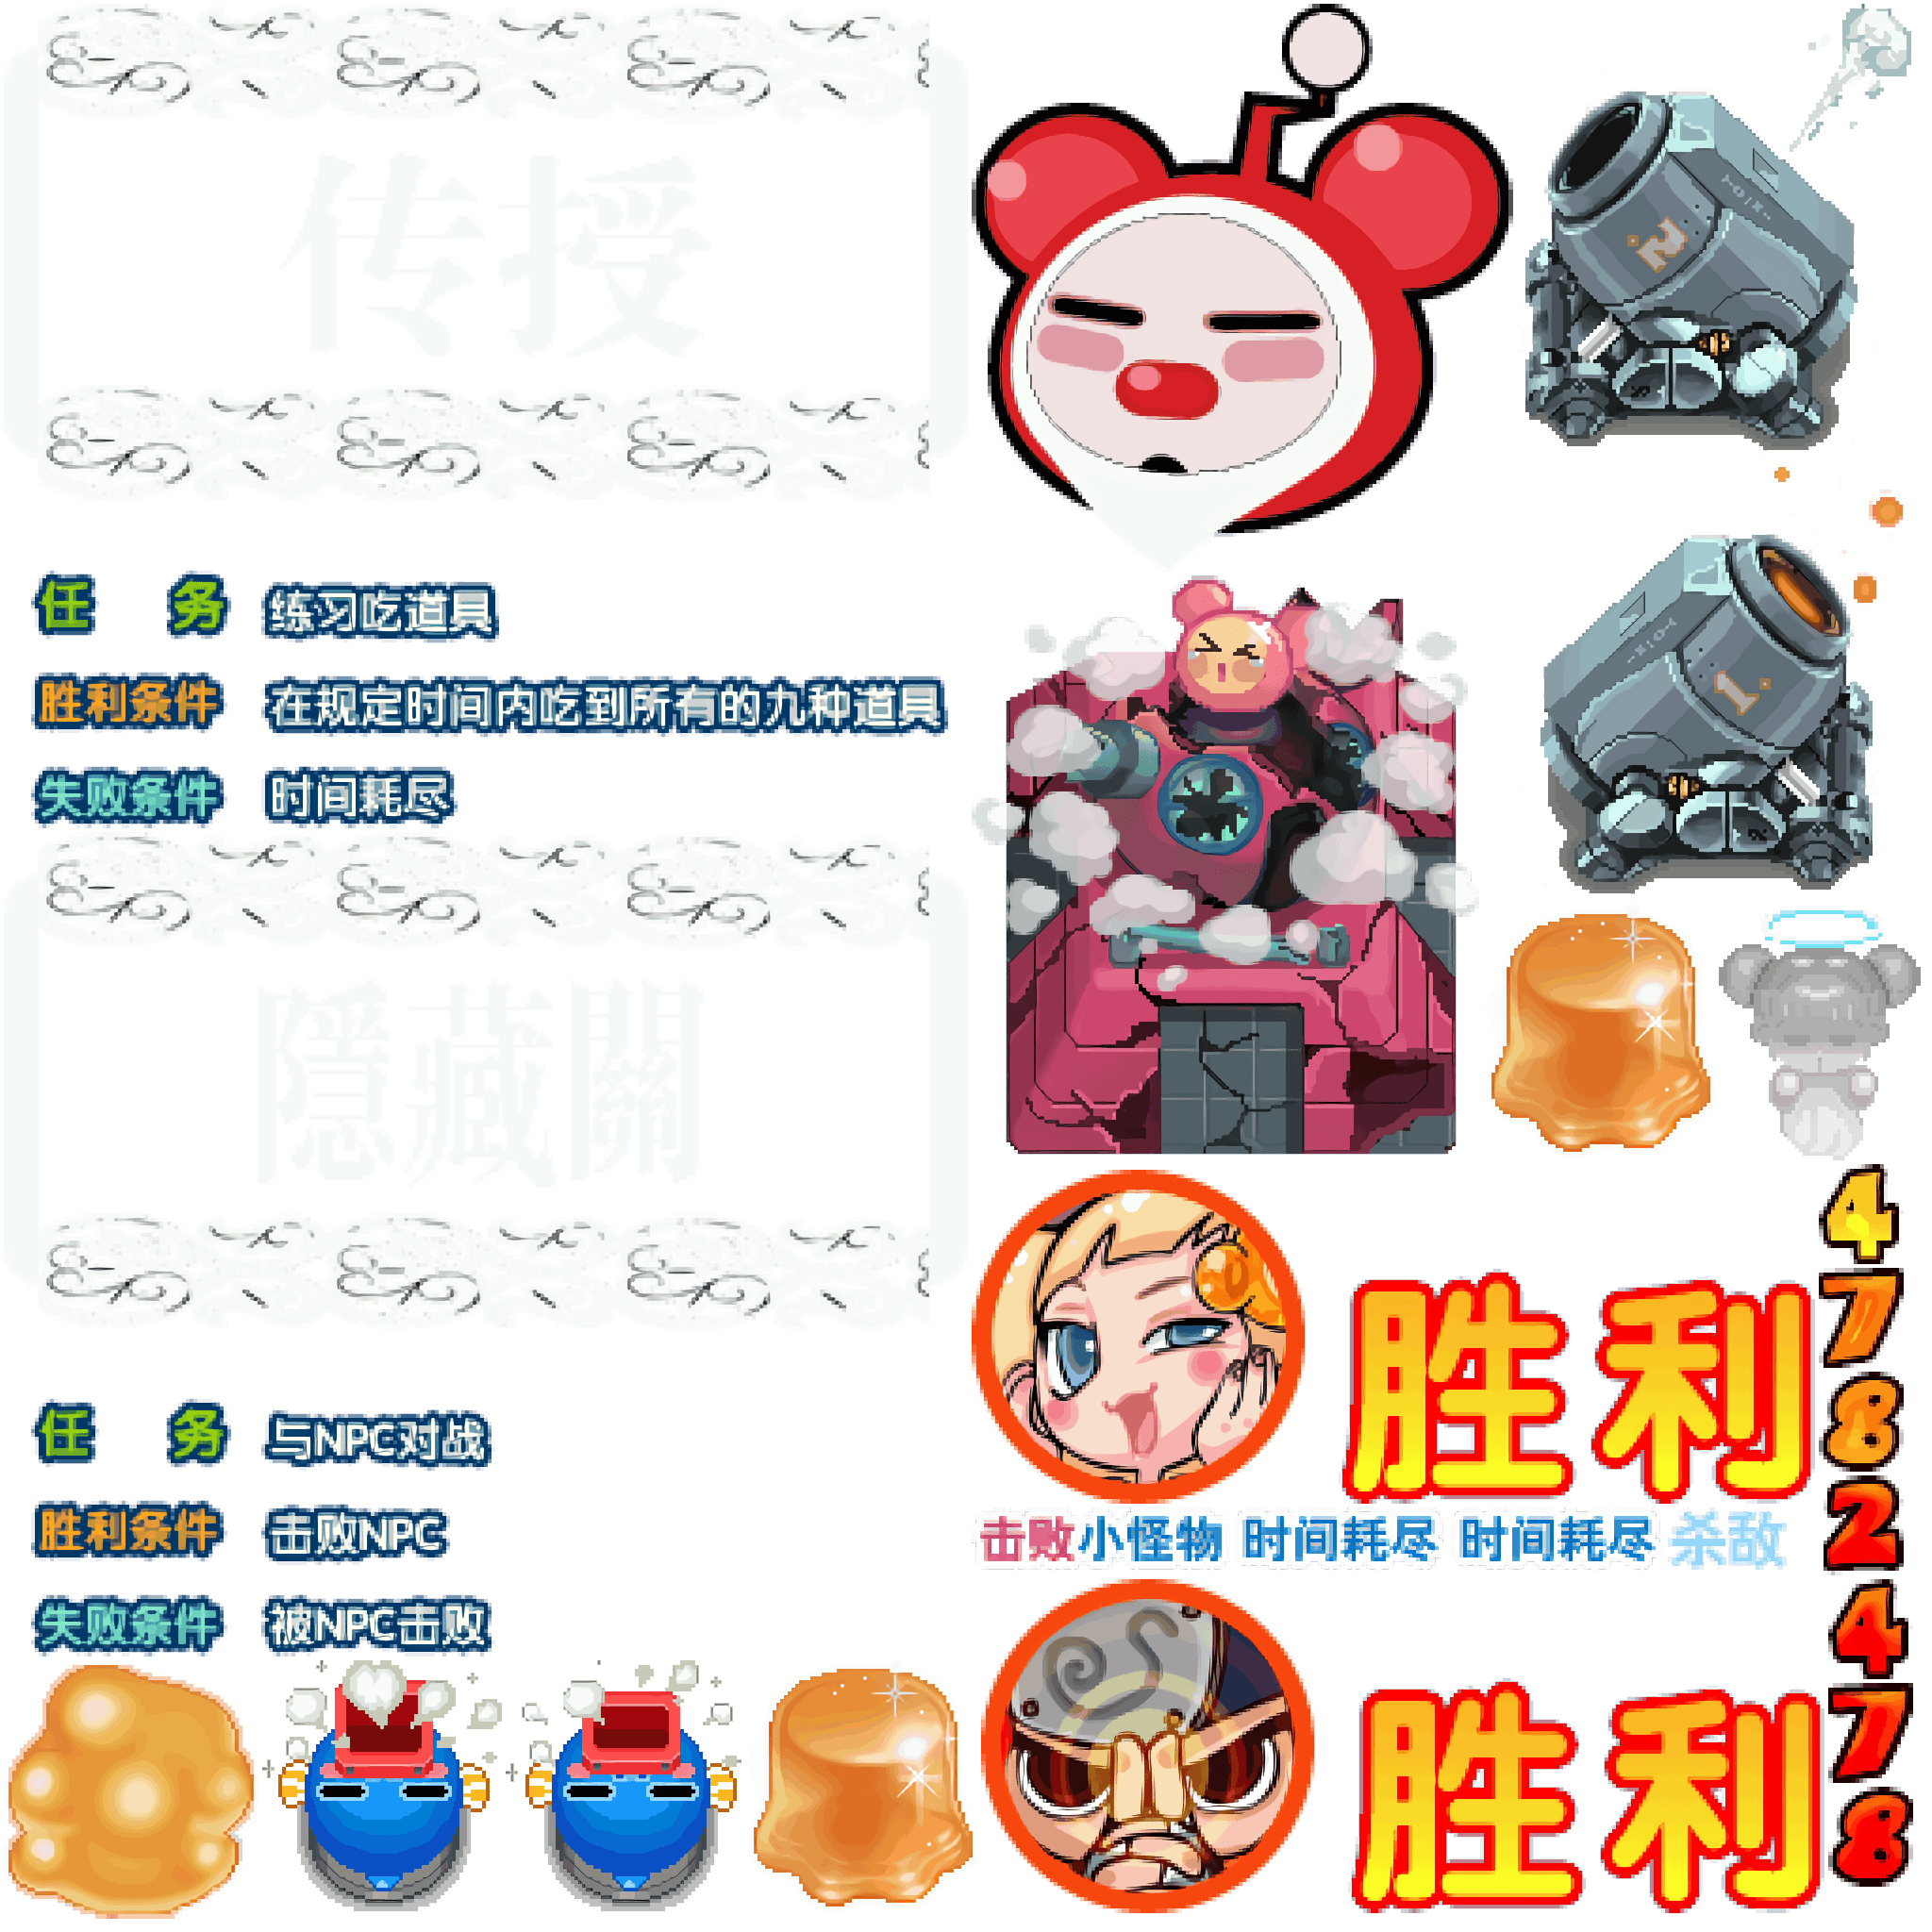 传授
任务 练习吃道具
胜利条件 在规定时间内吃到所有的九种道具
失败条件 时间耗尽
隱藏關
任务 与NPC对战
胜利条件 击败NPC
失败条件 被NPC击败
2
1
胜利
击败小怪物 时间耗尽 时间耗尽 杀敌
胜利
4
7
8
2
4
7
8